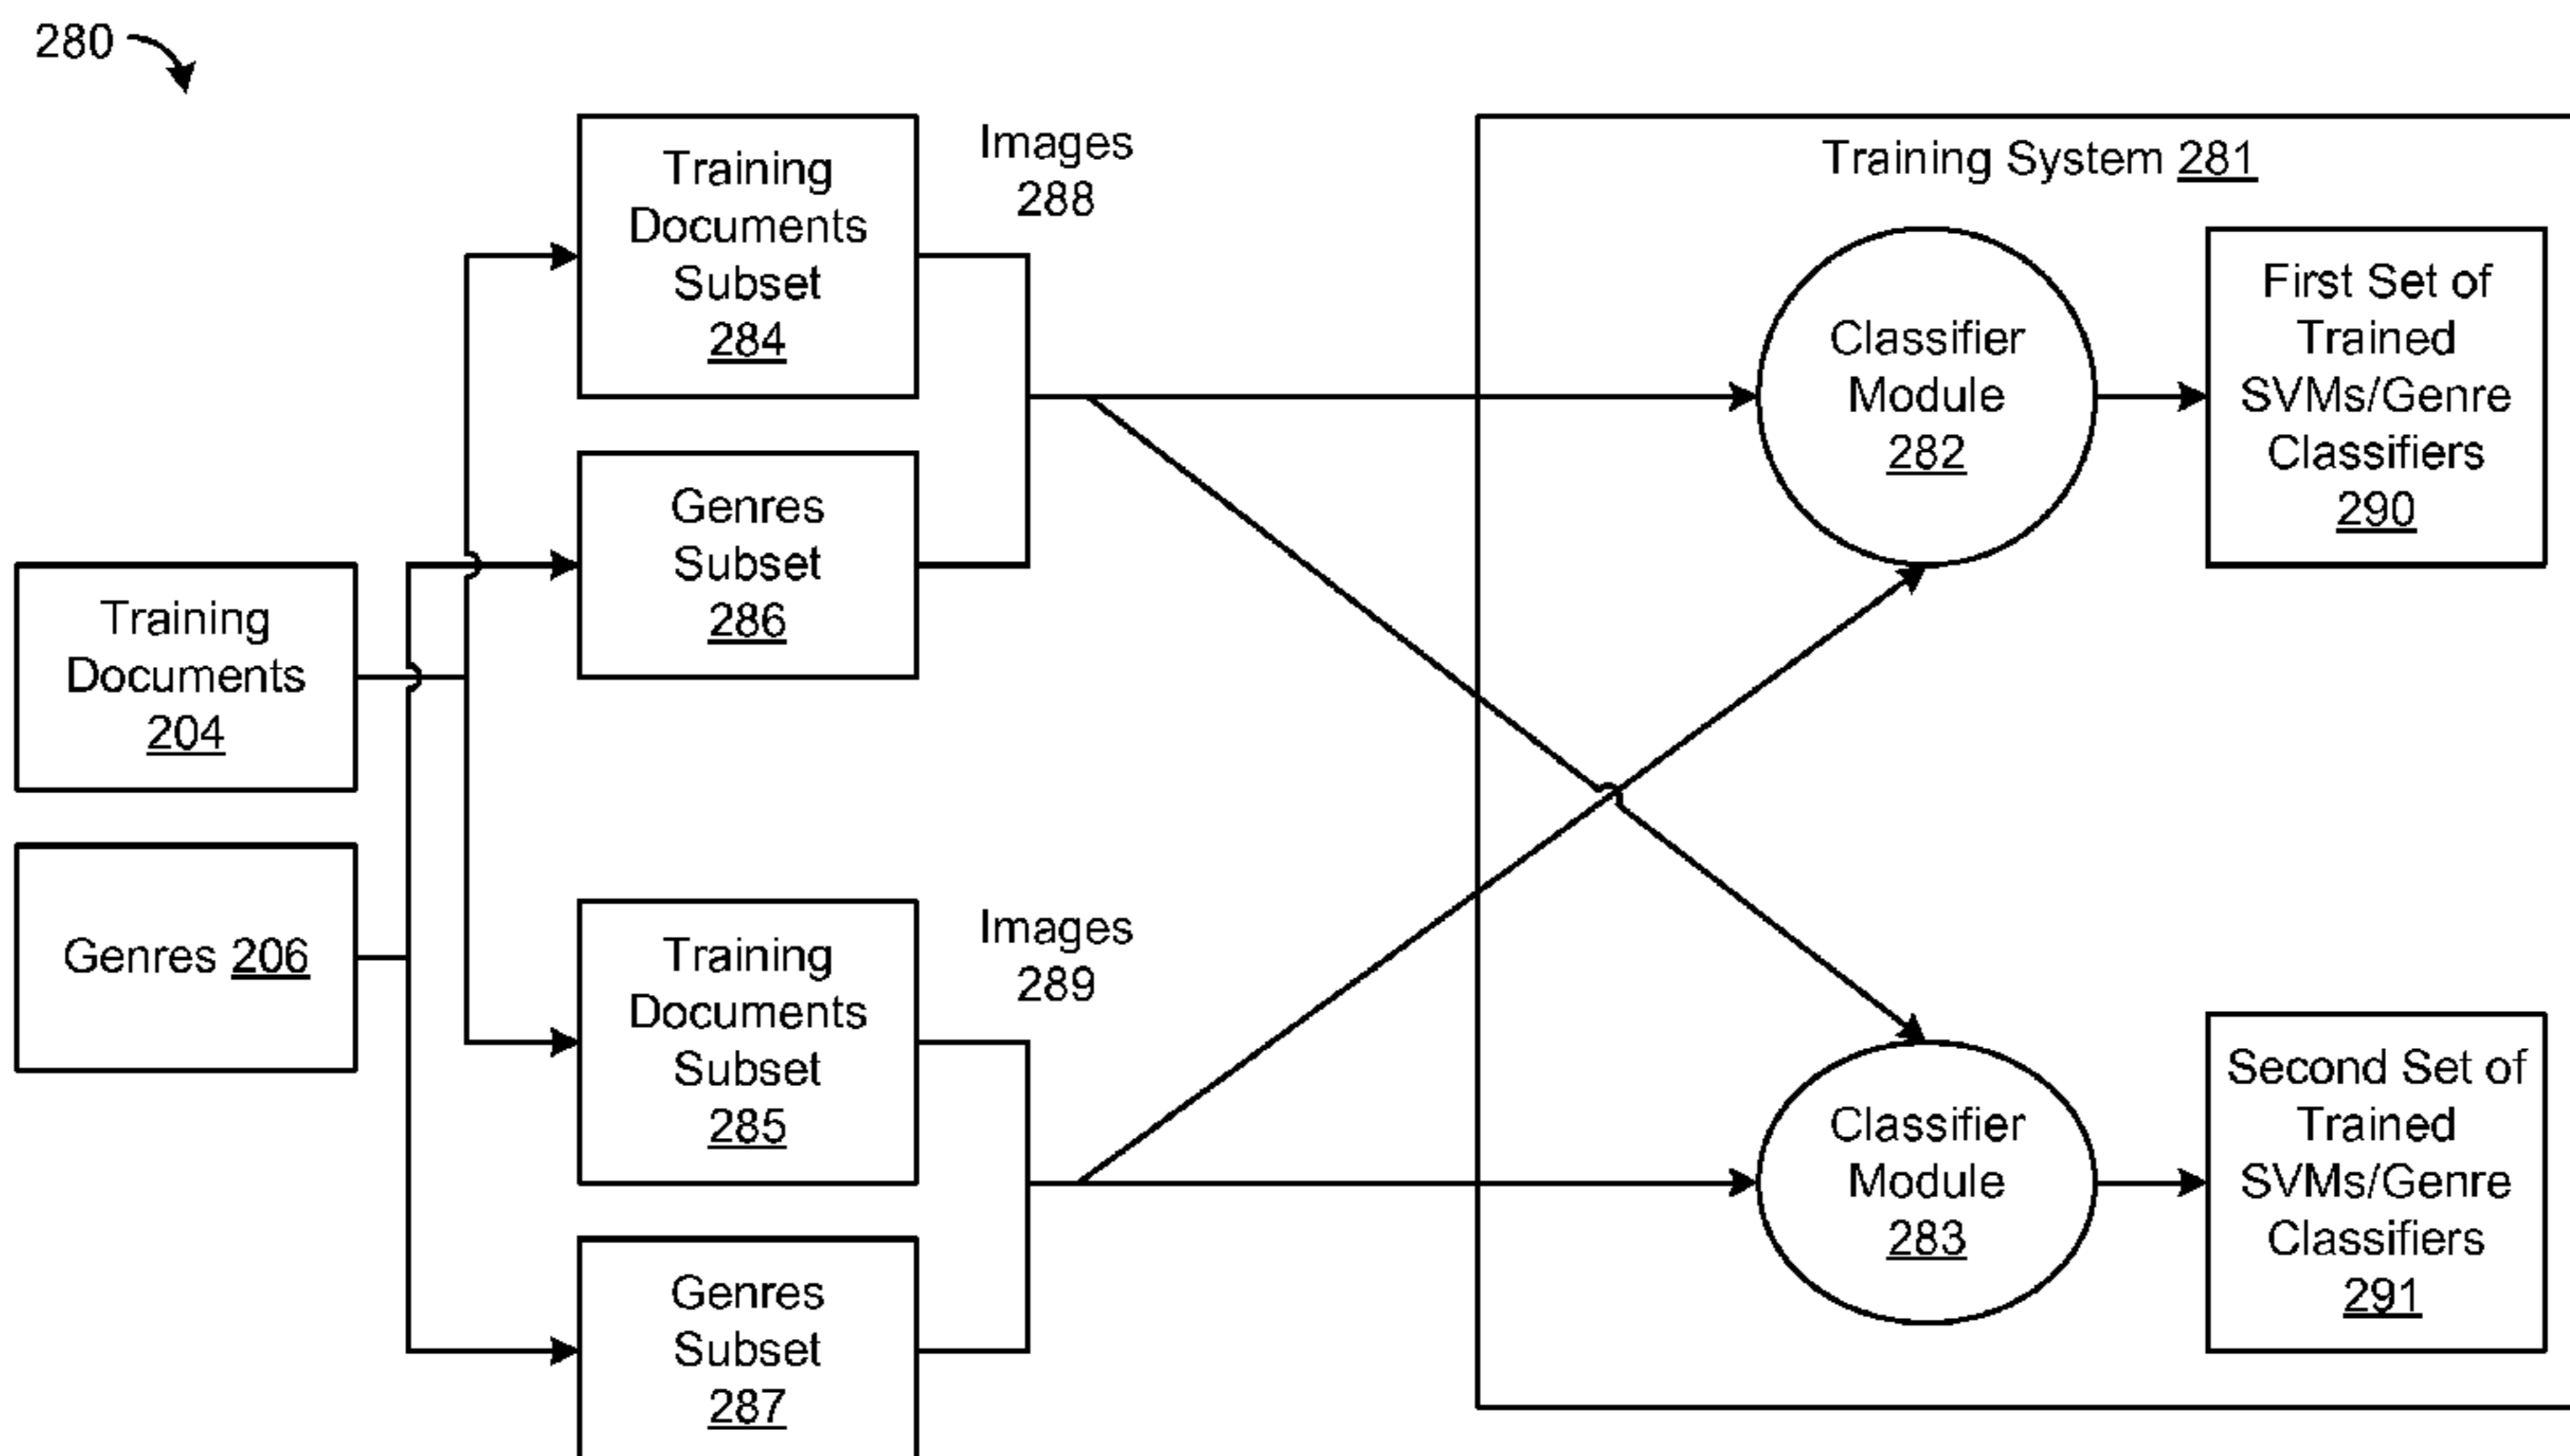 280
Training
Documents
204
Genres 206
Training
Documents
Subset
284
Genres
Subset
286
Images
288
Training
Documents
Subset
285
Genres
Subset
287
Images
289
Training System 281
Classifier
Module
282
First Set of
Trained
SVMs/Genre
Classifiers
290
Classifier
Module
283
Second Set of
Trained
SVMs/Genre
Classifiers
291